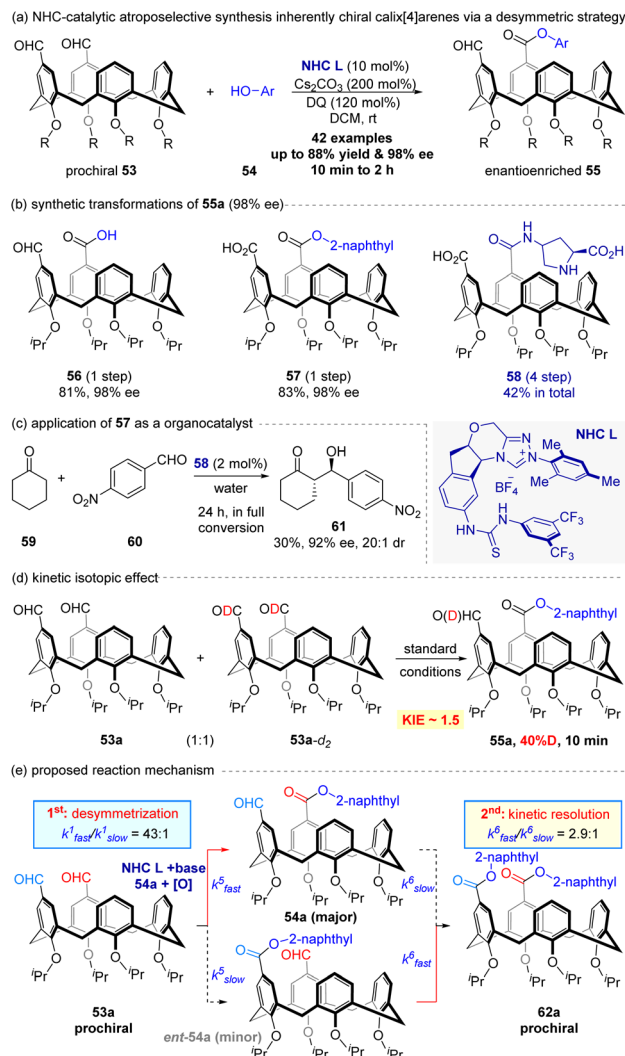 (a) NHC-catalytic atroposelective synthesis inherently chiral calix[4]arenes via a desymmetric strategy
OHC OHC
O O R R R R
prochiral 53
+
HO-Ar
54
NHC L (10 mol%)
Cs2CO3 (200 mol%)
DQ (120 mol%)
DCM, rt
42 examples
up to 88% yield & 98% ee
10 min to 2 h
OHC O O-Ar
O O O O
R R R R
enantioenriched 55
(b) synthetic transformations of 55a (98% ee)
OHC O OH
O O O O
iPr iPr iPr iPr
56 (1 step)
81%, 98% ee
HO2C O O-2-naphthyl
O O O O
iPr iPr iPr iPr
57 (1 step)
83%, 98% ee
HO2C O H N CO2H NH
O O O O
iPr iPr iPr iPr
58 (4 step)
42% in total
(c) application of 57 as a organocatalyst
O
59
+
CHO
O2N
60
58 (2 mol%)
water
24 h, in full
conversion
O OH
NO2
61
30%, 92% ee, 20:1 dr
NHC L
O N N + N
Me Me Me
BF4 −
H N H N S
CF3
CF3
(d) kinetic isotopic effect
OHC OHC
O O O O
iPr iPr iPr iPr
53a
(1:1)
+
ODC ODC
O O O O
iPr iPr iPr iPr
53a-d2
standard
conditions
KIE ~ 1.5
O(D)HC O O-2-naphthyl
O O O O
iPr iPr iPr iPr
55a, 40%D, 10 min
(e) proposed reaction mechanism
1st: desymmetrization
k1fast/k1slow = 43:1
OHC OHC
NHC L +base
54a + [O]
O O O O
iPr iPr iPr iPr
53a
prochiral
k5fast
k5slow
OHC O O-2-naphthyl
O O O O
iPr iPr iPr iPr
54a (major)
O O-2-naphthyl
OHC
O O O O
iPr iPr iPr iPr
ent-54a (minor)
k6slow
k6fast
2nd: kinetic resolution
k6fast/k6slow = 2.9:1
2-naphthyl
O O O O-2-naphthyl
O O O O
iPr iPr iPr iPr
62a
prochiral